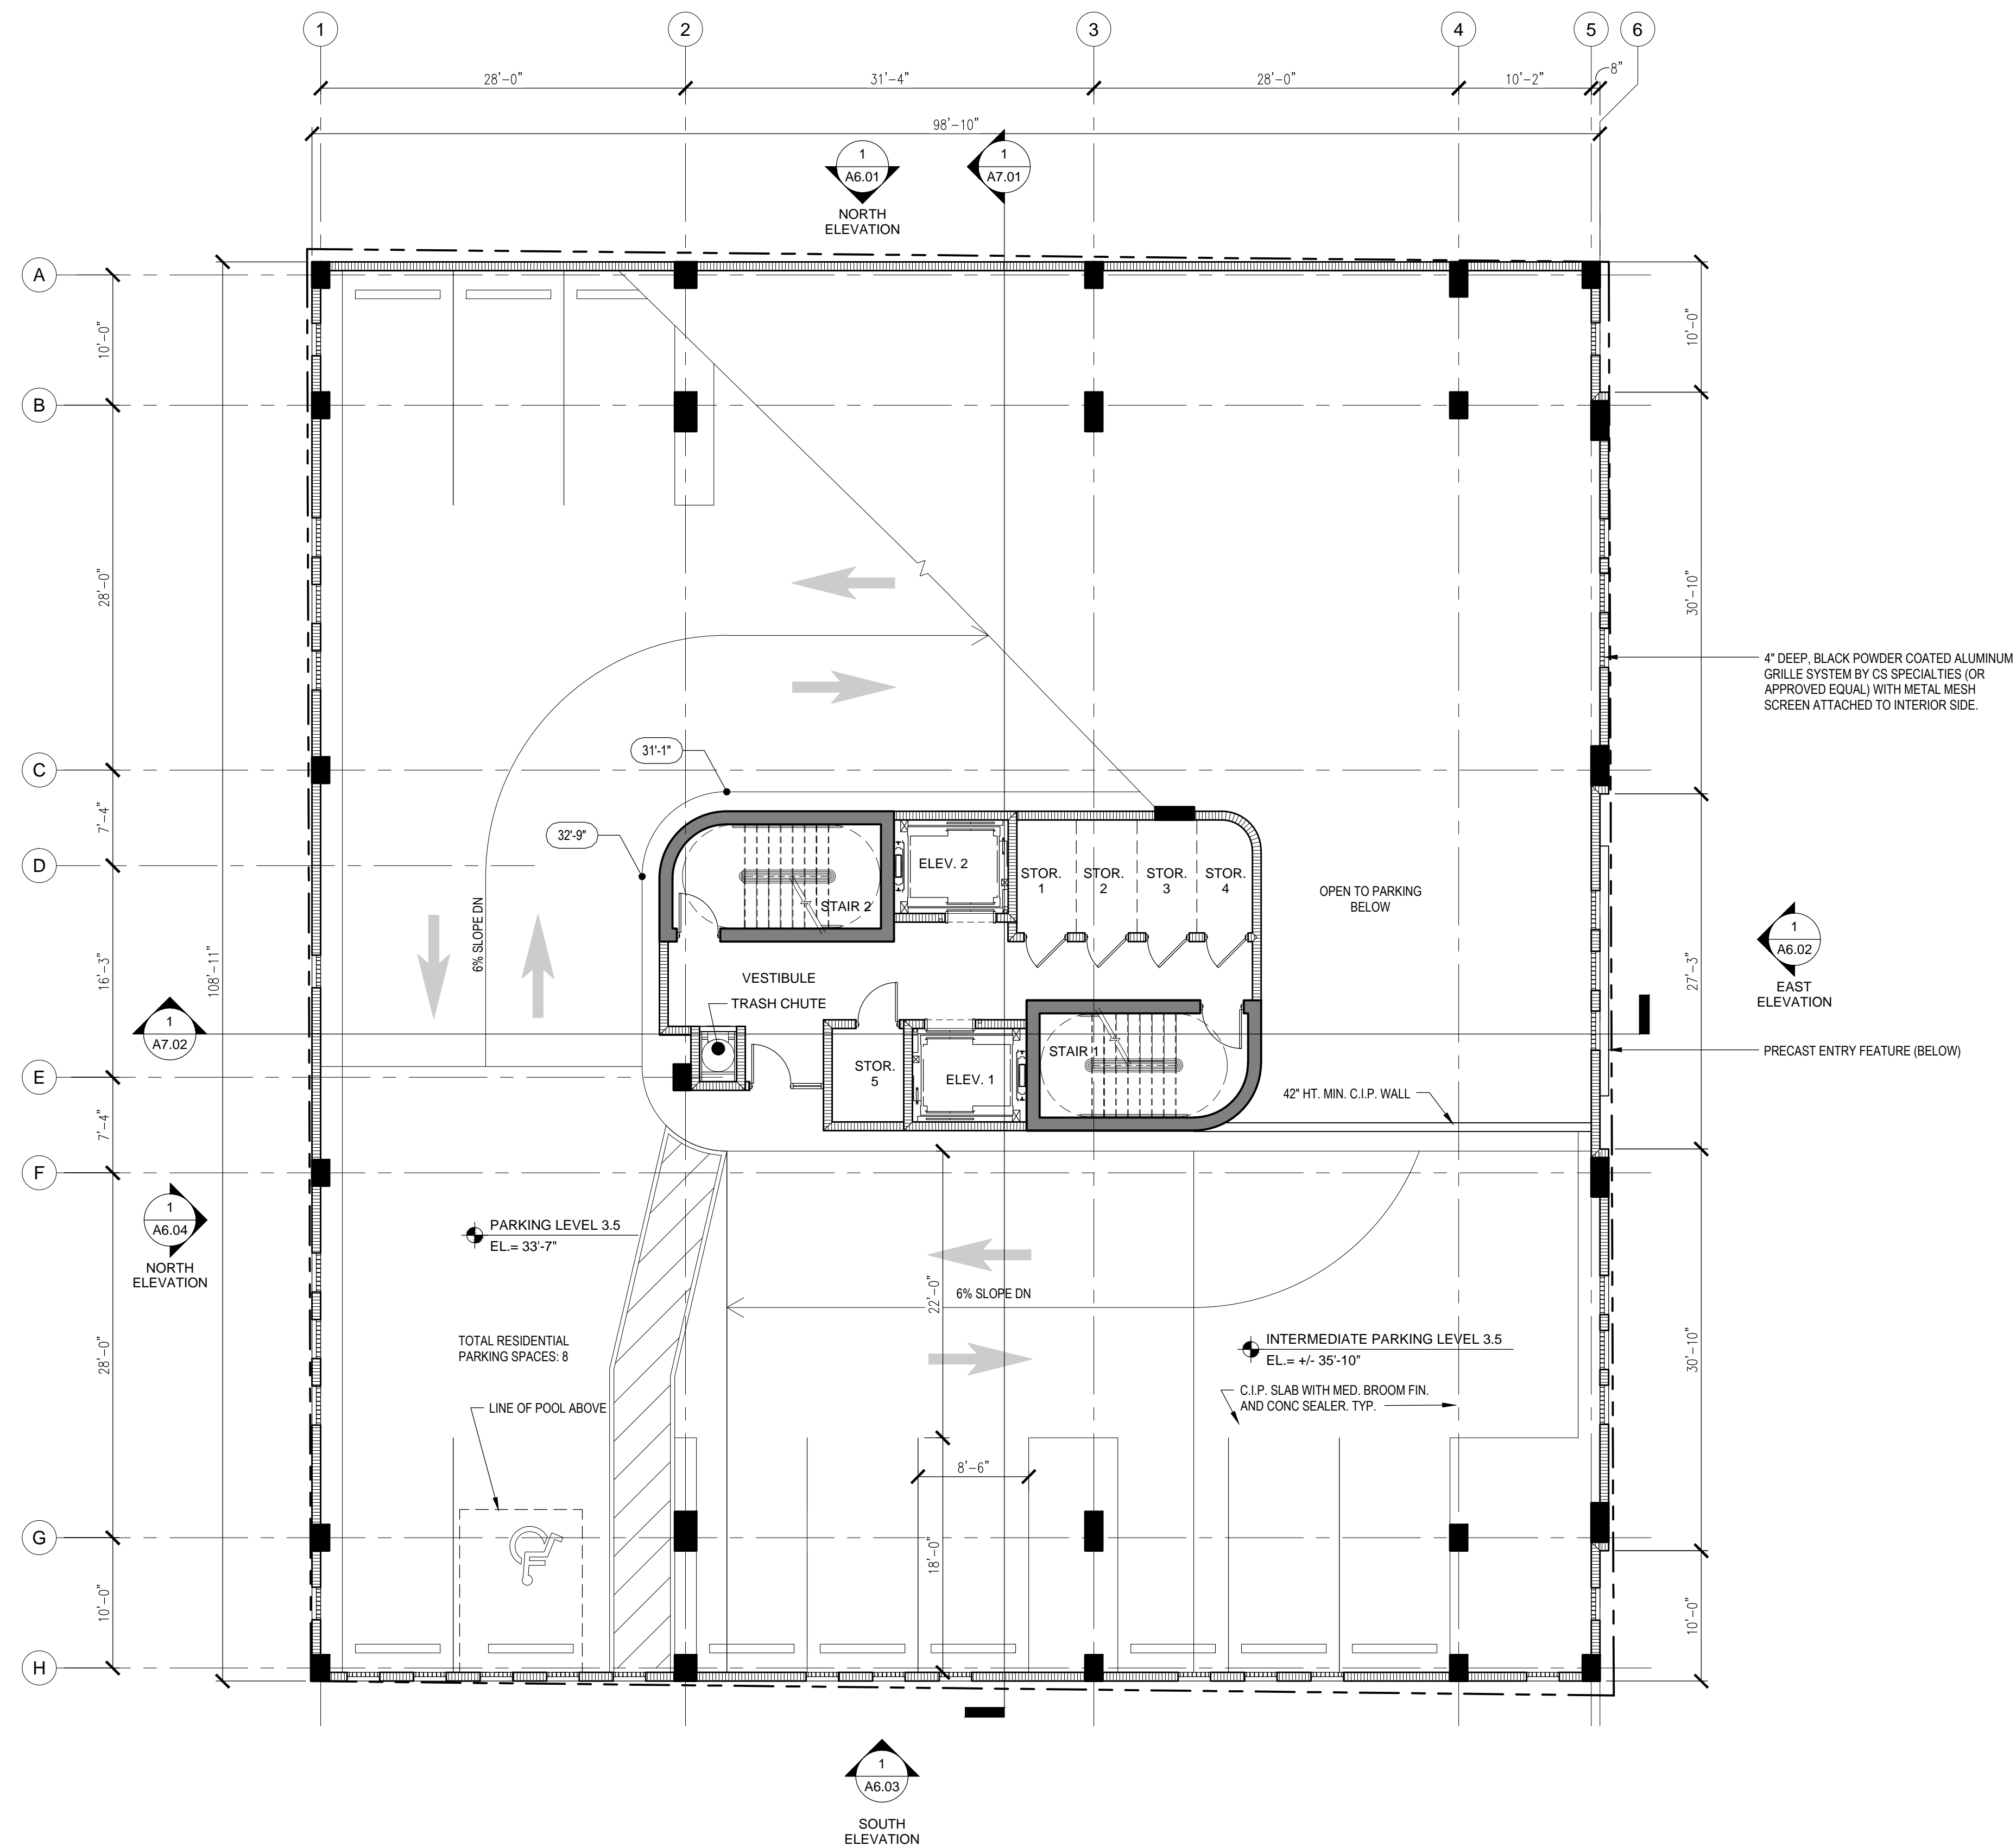 1
2
3
4
5
6
28'-0"
31'-4"
28'-0"
10'-2"
8"
98'-10"
1
A6.01
NORTH
ELEVATION
1
A7.01
A
B
C
D
E
F
G
H
10'-0"
28'-0"
7'-4"
16'-3"
7'-4"
28'-0"
10'-0"
108'-11"
10'-0"
30'-10"
27'-3"
30'-10"
10'-0"
4" DEEP, BLACK POWDER COATED ALUMINUM
GRILLE SYSTEM BY CS SPECIALTIES (OR
APPROVED EQUAL) WITH METAL MESH
SCREEN ATTACHED TO INTERIOR SIDE.
31'-1"
32'-9"
6% SLOPE DN
STAIR 2
ELEV. 2
STOR.
1
STOR.
2
STOR.
3
STOR.
4
OPEN TO PARKING
BELOW
1
A6.02
EAST
ELEVATION
VESTIBULE
TRASH CHUTE
1
A7.02
STOR.
5
ELEV. 1
STAIR 1
PRECAST ENTRY FEATURE (BELOW)
42" HT. MIN. C.I.P. WALL
1
A6.04
NORTH
ELEVATION
PARKING LEVEL 3.5
EL.= 33'-7"
22'-0"
6% SLOPE DN
TOTAL RESIDENTIAL
PARKING SPACES: 8
INTERMEDIATE PARKING LEVEL 3.5
EL.= +/- 35'-10"
C.I.P. SLAB WITH MED. BROOM FIN.
AND CONC SEALER. TYP.
LINE OF POOL ABOVE
8'-6"
18'-0"
1
A6.03
SOUTH
ELEVATION